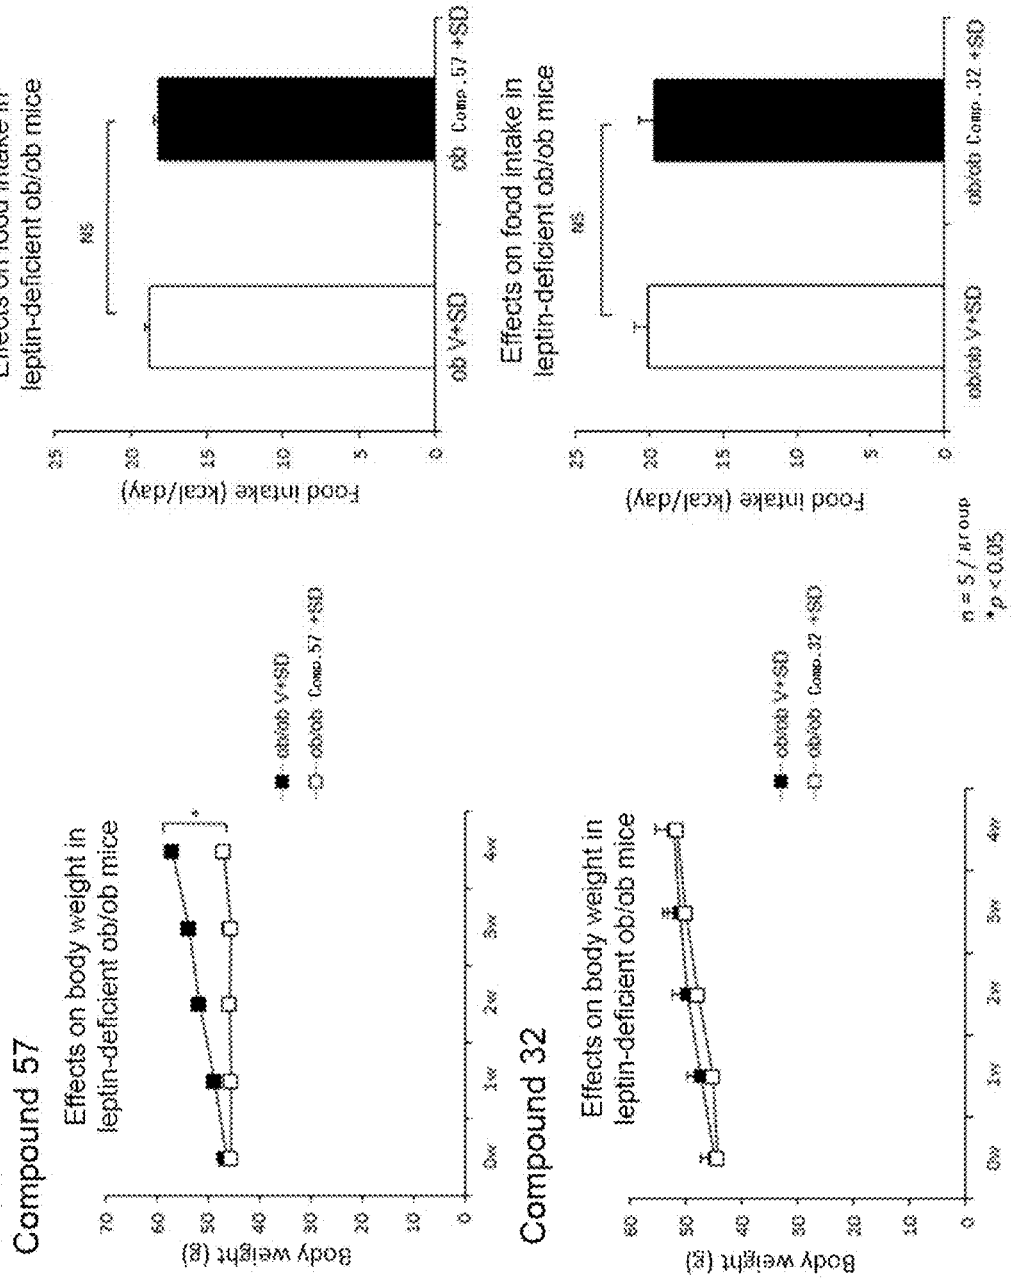 Compound 57
Effects on body weight in
leptin-deficient ob/ob mice
Body weight (g)
70
60
50
40
30
20
10
0
0w
1w
2w
3w
4w
*
ob/ob V+SD
ob/ob Comp.57 +SD
Effects on food intake in
leptin-deficient ob/ob mice
Food intake (kcal/day)
25
20
15
10
5
0
NS
ob V+SD
ob Comp.57 +SD
Compound 32
Effects on body weight in
leptin-deficient ob/ob mice
Body weight (g)
60
50
40
30
20
10
0
0w
1w
2w
3w
4w
ob/ob V+SD
ob/ob Comp.32 +SD
Effects on food intake in
leptin-deficient ob/ob mice
Food intake (kcal/day)
25
20
15
10
5
0
NS
ob/ob V+SD
ob/ob Comp.32 +SD
n = 5 / group
*p < 0.05